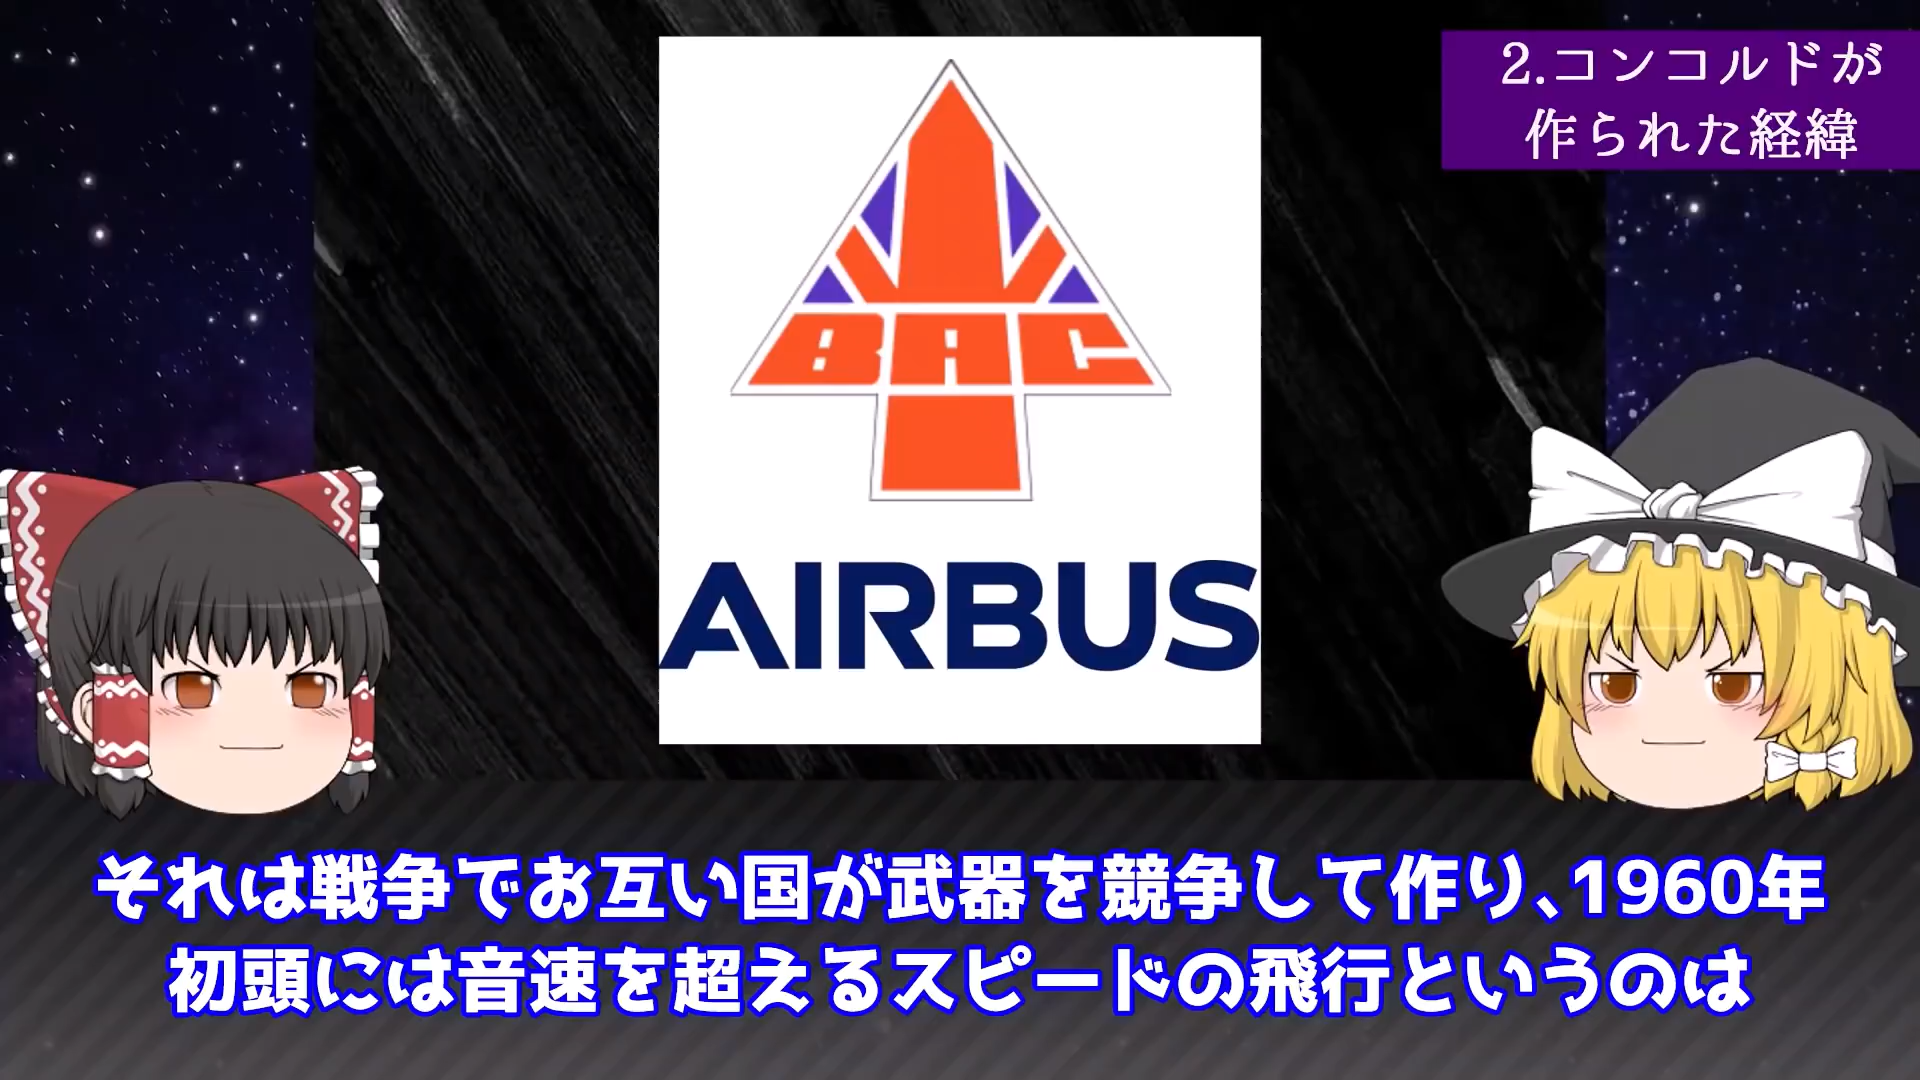 2.コンコルドが
作られた経緯
BAC
AIRBUS
それは戦争でお互い国が武器を競争して作り、1960年
初頭には音速を超えるスピードの飛行というのは